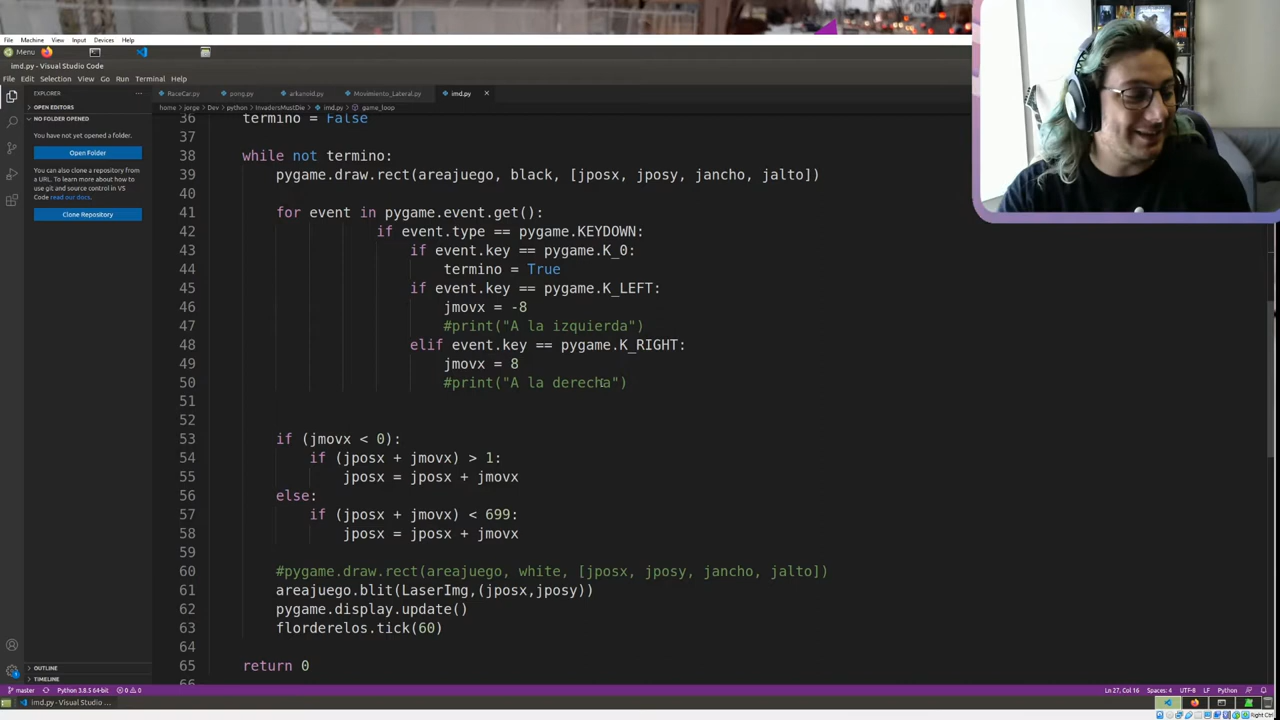 File Machine View Input Devices Help
Menu
imd.py - Visual Studio Code
File Edit Selection View Go Run Terminal Help
EXPLORER
OPEN EDITORS
NO FOLDER OPENED
You have not yet opened a folder.
Open Folder
You can also clone a repository
from a URL. To learn more about how
to use git and source control in VS
Code read our docs.
Clone Repository
OUTLINE
TIMELINE
RaceCar.py pong.py arkanoid.py Movimiento_Lateral.py imd.py
home jorge Dev python InvadersMustDie imd.py game_loop
36 termino = False
37
38 while not termino:
39 pygame.draw.rect(areajuego, black, [jposx, jposy, jancho, jalto])
40
41 for event in pygame.event.get():
42 if event.type == pygame.KEYDOWN:
43 if event.key == pygame.K_0:
44 termino = True
45 if event.key == pygame.K_LEFT:
46 jmovx = -8
47 #print("A la izquierda")
48 elif event.key == pygame.K_RIGHT:
49 jmovx = 8
50 #print("A la derecha")
51
52
53 if (jmovx < 0):
54 if (jposx + jmovx) > 1:
55 jposx = jposx + jmovx
56 else:
57 if (jposx + jmovx) < 699:
58 jposx = jposx + jmovx
59
60 #pygame.draw.rect(areajuego, white, [jposx, jposy, jancho, jalto])
61 areajuego.blit(LaserImg,(jposx,jposy))
62 pygame.display.update()
63 florderelos.tick(60)
64
65 return 0
66
master Python 3.8.5 64-bit 0 0 Ln 27, Col 16 Spaces: 4 UTF-8 LF Python
imd.py - Visual Studio ...
Right Ctrl